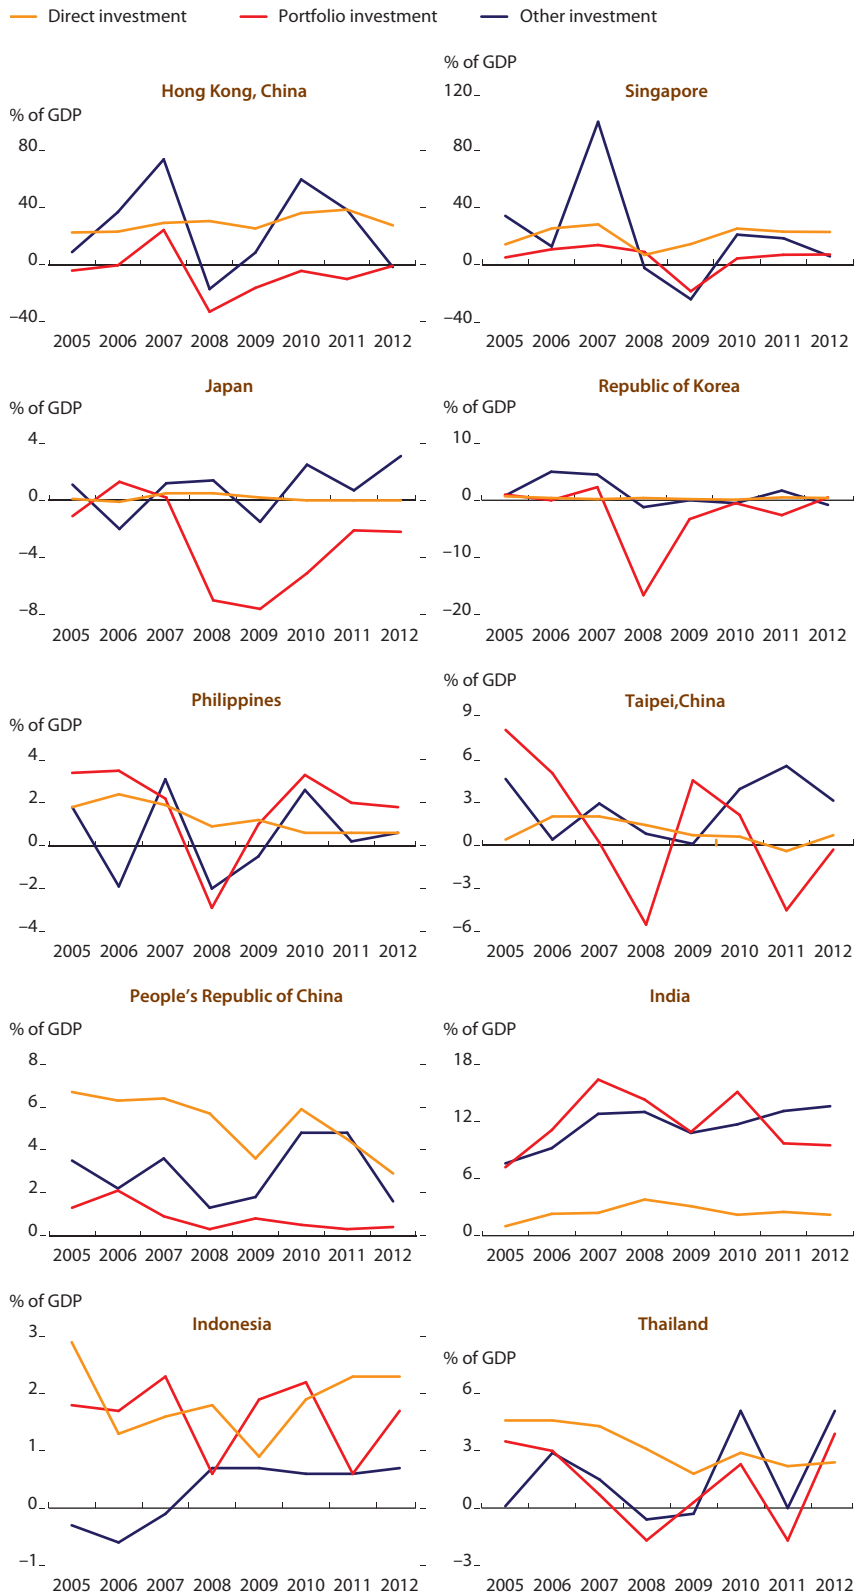 Direct investment Portfolio investment Other investment
% of GDP
Hong Kong, China
Singapore
% of GDP
80
40
0
–40
2005 2006 2007 2008 2009 2010 2011 2012
120
80
40
0
–40
2005 2006 2007 2008 2009 2010 2011 2012
Japan
% of GDP
4
0
–4
–8
2005 2006 2007 2008 2009 2010 2011 2012
Republic of Korea
% of GDP
10
0
–10
–20
2005 2006 2007 2008 2009 2010 2011 2012
Philippines
% of GDP
4
2
0
–2
–4
2005 2006 2007 2008 2009 2010 2011 2012
% of GDP
Taipei,China
9
6
3
0
–3
–6
2005 2006 2007 2008 2009 2010 2011 2012
People’s Republic of China
% of GDP
8
6
4
2
0
2005 2006 2007 2008 2009 2010 2011 2012
India
% of GDP
18
12
6
0
2005 2006 2007 2008 2009 2010 2011 2012
% of GDP
Indonesia
3
2
1
0
–1
2005 2006 2007 2008 2009 2010 2011 2012
Thailand
% of GDP
6
3
0
–3
2005 2006 2007 2008 2009 2010 2011 2012